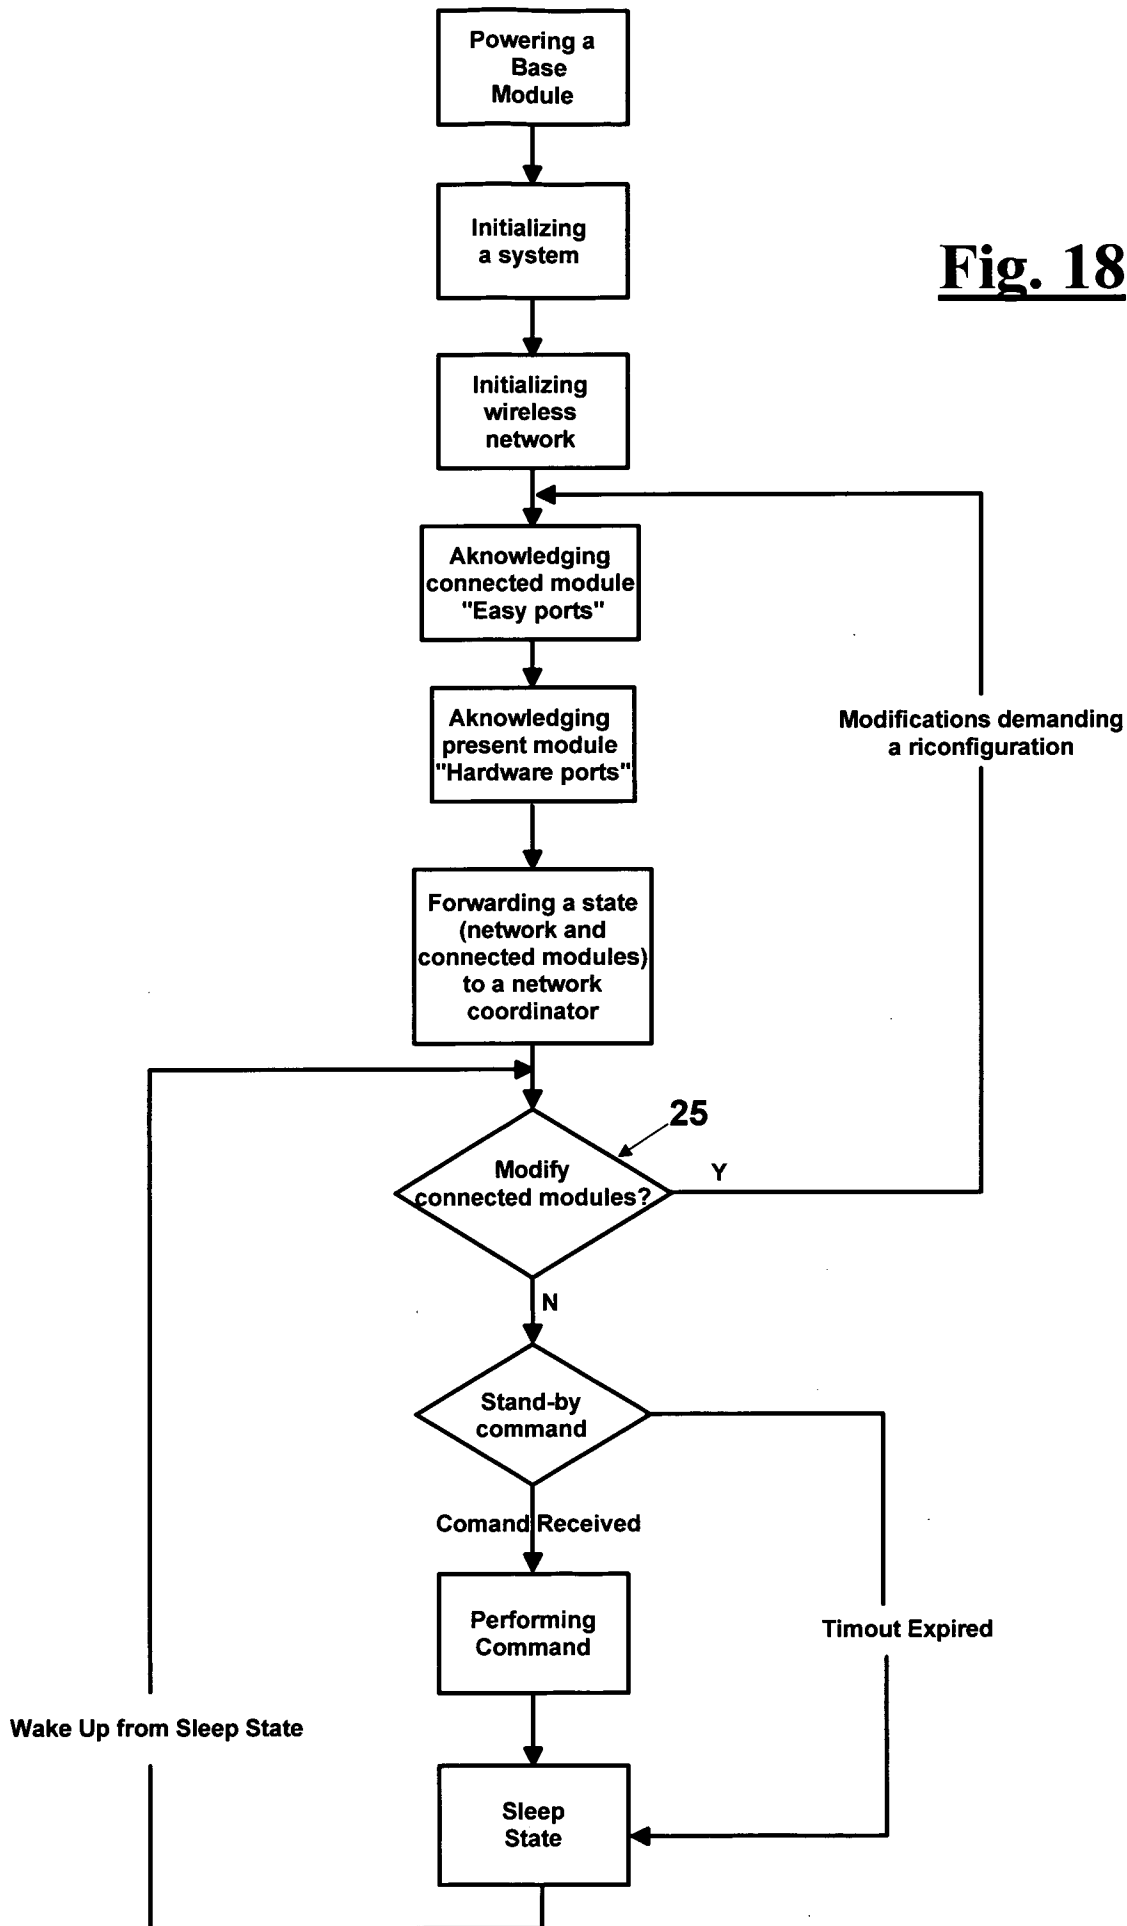 Powering a
Base
Module
Initializing
a system
Fig. 18
Initializing
wireless
network
Aknowledging
connected module
"Easy ports"
Aknowledging
present module
"Hardware ports"
Modifications demanding
a riconfiguration
Forwarding a state
(network and
connected modules)
to a network
coordinator
25
Modify
connected modules?
Y
N
Stand-by
command
Comand Received
Performing
Command
Timout Expired
Wake Up from Sleep State
Sleep
State